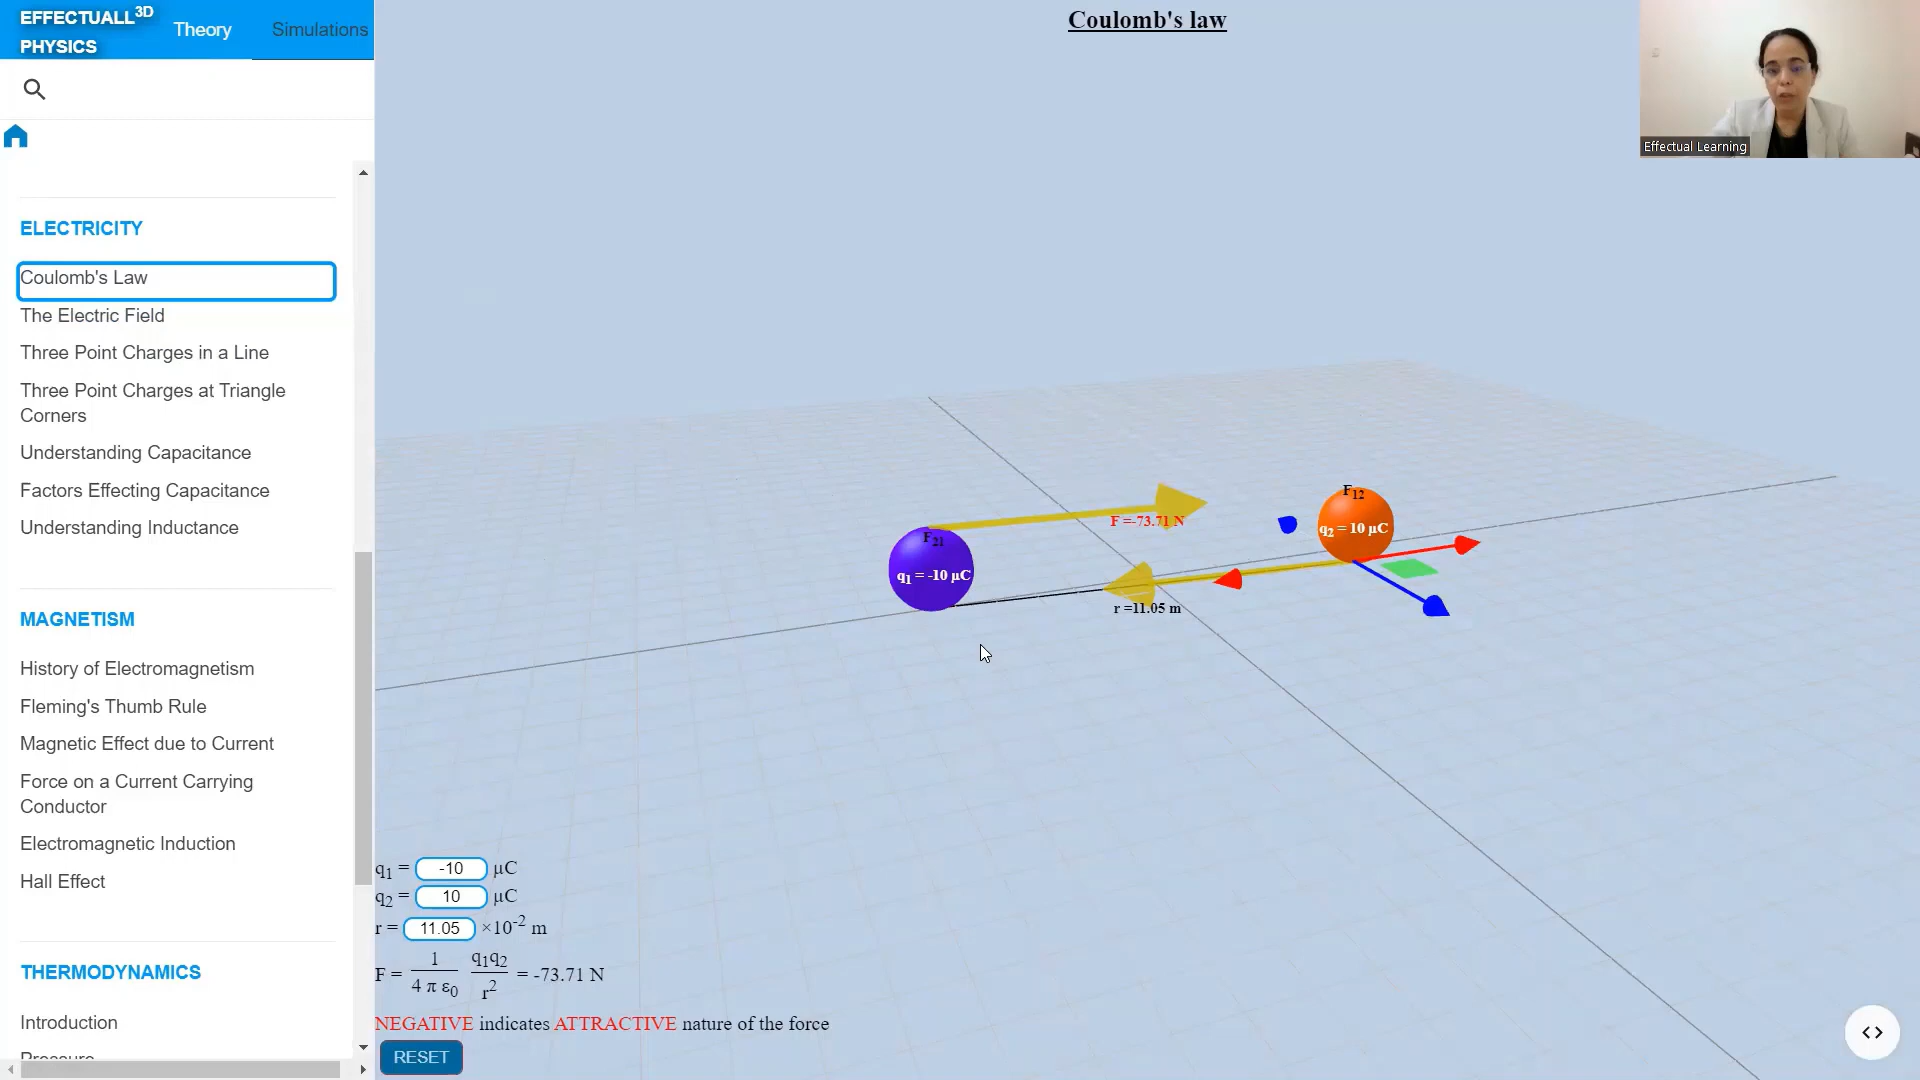 EFFECTUALL3D
PHYSICS
Theory
Simulations
ELECTRICITY
Coulomb's Law
The Electric Field
Three Point Charges in a Line
Three Point Charges at Triangle
Corners
Understanding Capacitance
Factors Effecting Capacitance
Understanding Inductance
MAGNETISM
History of Electromagnetism
Fleming's Thumb Rule
Magnetic Effect due to Current
Force on a Current Carrying
Conductor
Electromagnetic Induction
Hall Effect
THERMODYNAMICS
Introduction
Pressure
Coulomb's law
Effectual Learning
F12
q2 = 10 μC
F =-73.71 N
F21
q1 = -10 μC
r =11.05 m
q1 = -10 μC
q2 = 10 μC
r = 11.05 ×10-2 m
F = 1 / 4 π ε0 q1q2 / r2 = -73.71 N
NEGATIVE indicates ATTRACTIVE nature of the force
RESET